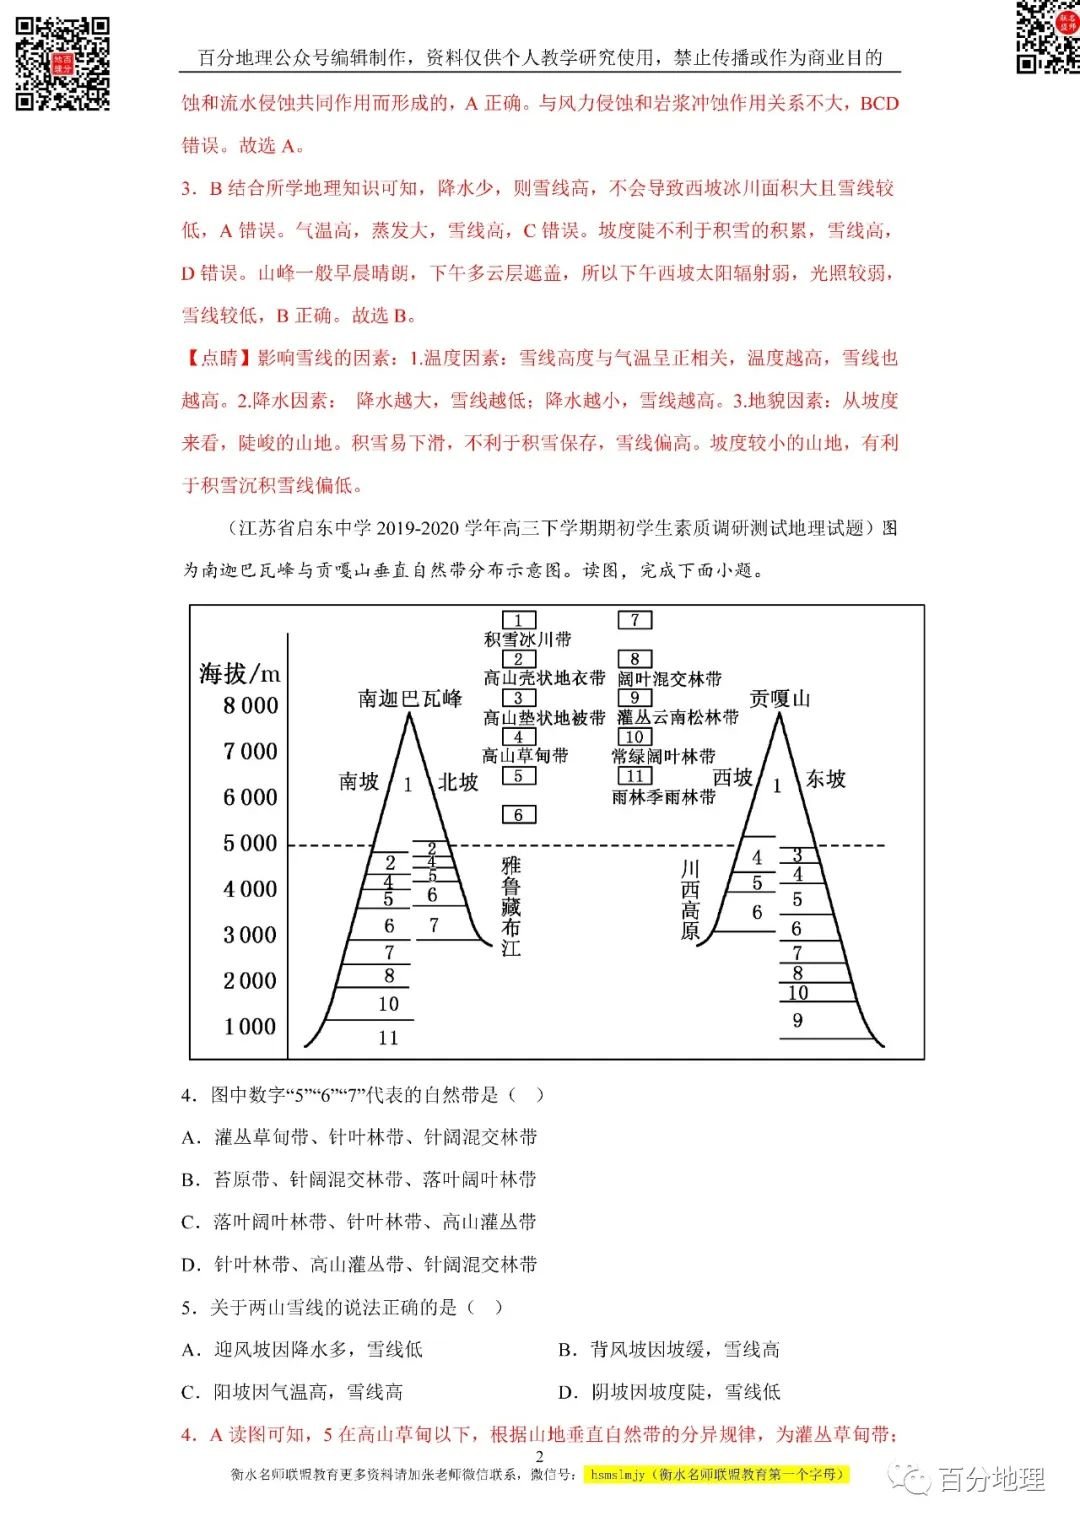 百分地理公众号编辑制作，资料仅供个人教学研究使用，禁止传播或作为商业目的
蚀和流水侵蚀共同作用而形成的，A 正确。与风力侵蚀和岩浆冲蚀作用关系不大，BCD
错误。故选 A。
3．B 结合所学地理知识可知，降水少，则雪线高，不会导致西坡冰川面积大且雪线较
低，A 错误。气温高，蒸发大，雪线高，C 错误。坡度陡不利于积雪的积累，雪线高，
D 错误。山峰一般早晨晴朗，下午多云层遮盖，所以下午西坡太阳辐射弱，光照较弱，
雪线较低，B 正确。故选 B。
【点睛】影响雪线的因素：1.温度因素：雪线高度与气温呈正相关，温度越高，雪线也
越高。2.降水因素： 降水越大，雪线越低；降水越小，雪线越高。3.地貌因素：从坡度
来看，陡峻的山地。积雪易下滑，不利于积雪保存，雪线偏高。坡度较小的山地，有利
于积雪沉积雪线偏低。
（江苏省启东中学 2019-2020 学年高三下学期期初学生素质调研测试地理试题）图
为南迦巴瓦峰与贡嘎山垂直自然带分布示意图。读图，完成下面小题。
海拔/m
8 000
7 000
6 000
5 000
4 000
3 000
2 000
1 000
南迦巴瓦峰
南坡 1 北坡
2
4
5
6
7
8
10
11
2
4
5
6
7
雅鲁藏布江
1
积雪冰川带
2
高山壳状地衣带
3
高山垫状地被带
4
高山草甸带
5
6
7
8
阔叶混交林带
9
灌丛云南松林带
10
常绿阔叶林带
11
雨林季雨林带
贡嘎山
西坡 1 东坡
川西高原
4
5
6
3
4
5
6
7
8
10
9
4．图中数字“5”“6”“7”代表的自然带是（ ）
A．灌丛草甸带、针叶林带、针阔混交林带
B．苔原带、针阔混交林带、落叶阔叶林带
C．落叶阔叶林带、针叶林带、高山灌丛带
D．针叶林带、高山灌丛带、针阔混交林带
5．关于两山雪线的说法正确的是（ ）
A．迎风坡因降水多，雪线低 B．背风坡因坡缓，雪线高
C．阳坡因气温高，雪线高 D．阴坡因坡度陡，雪线低
4．A 读图可知，5 在高山草甸以下，根据山地垂直自然带的分异规律，为灌丛草甸带；
2
衡水名师联盟教育更多资料请加张老师微信联系，微信号： hsmslmjy（衡水名师联盟教育第一个字母）
百分地理